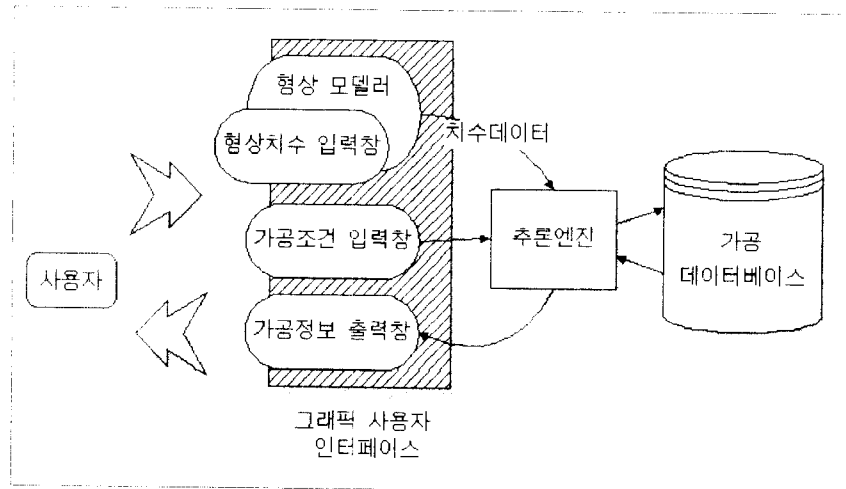 형상 모델러
형상치수 입력창
치수데이터
가공조건 입력창
추론엔진
가공
데이터베이스
사용자
가공정보 출력창
그래픽 사용자
인터페이스